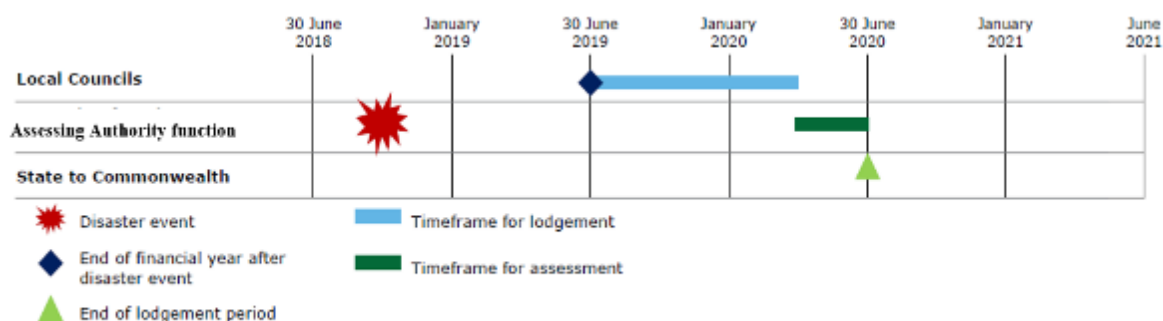 30 June January 30 June January 30 June January June
2018 2019 2019 2020 2020 2021 2021
Local Councils
Assessing Authority function
State to Commonwealth
Disaster event
Timeframe for lodgement
End of financial year after
disaster event
Timeframe for assessment
End of lodgement period